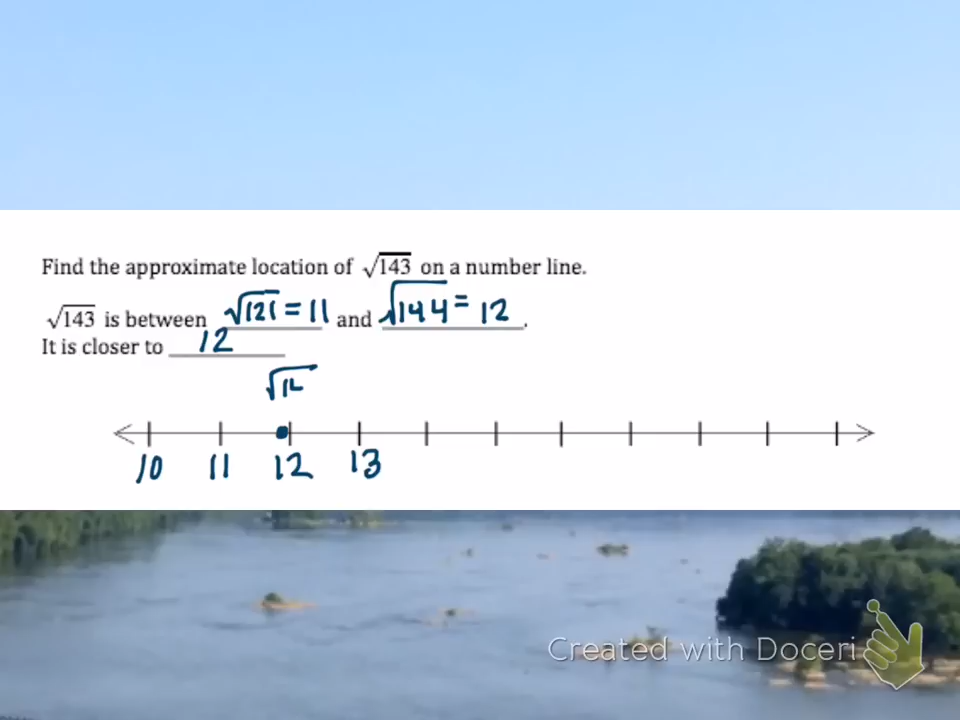 Find the approximate location of √143 on a number line.
√143 is between √121 = 11 and √144 = 12.
It is closer to 12
10 11 12 13
Created with Doceri